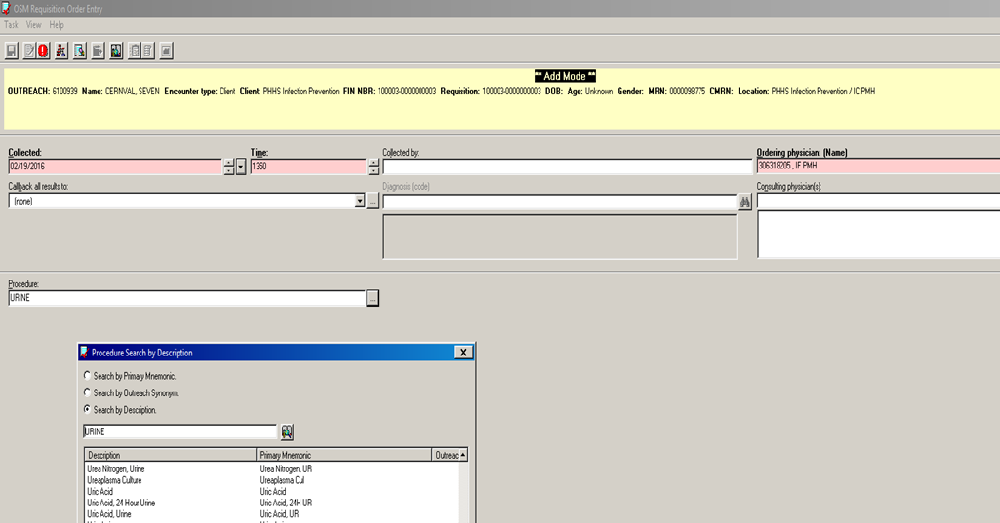 OSM Requisition Order Entry
Task View Help
** Add Mode **
OUTREACH: 6100939 Name: CERNVAL, SEVEN Encounter type: Client Client: PHHS Infection Prevention FIN NBR: 100003-0000000003 Requisition: 100003-0000000003 DOB: Age: Unknown Gender: MRN: 0000098775 CMRN: Location: PHHS Infection Prevention / IC PMH
Collected: Time: Collected by: Ordering physician: (Name)
02/19/2016 1350 306318205 , IF PMH
Callback all results to: Diagnosis (code) Consulting physician(s):
(none) ...
Procedure:
URINE ...
Procedure Search by Description X
Search by Primary Mnemonic.
Search by Outreach Synonym.
Search by Description.
URINE
Description Primary Mnemonic Outreac
Urea Nitrogen, Urine Urea Nitrogen, UR
Ureaplasma Culture Ureaplasma Cul
Uric Acid Uric Acid
Uric Acid, 24 Hour Urine Uric Acid, 24H UR
Uric Acid, Urine Uric Acid, UR